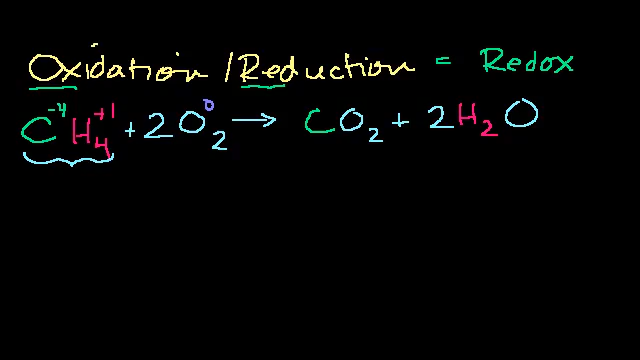 Oxidation / Reduction = Redox
C⁻⁴H₄⁺¹ + 2O₂⁰ → CO₂ + 2H₂O